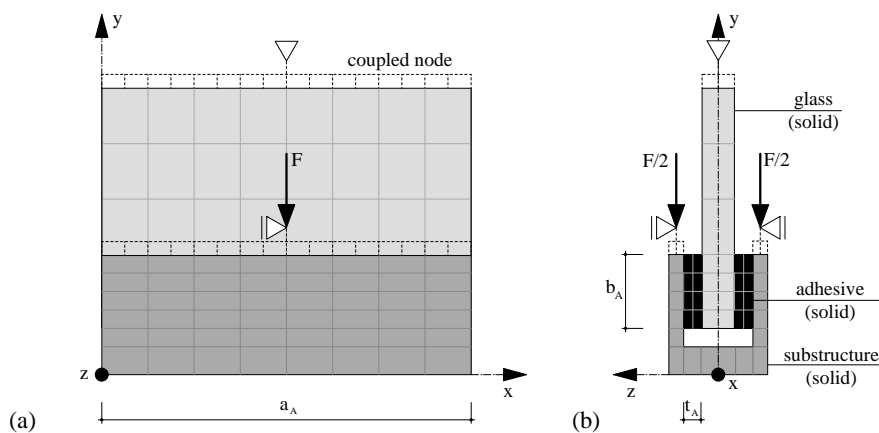 y
coupled node
F
z
x
a_A
(a)
y
glass
(solid)
F/2
F/2
b_A
adhesive
(solid)
substructure
(solid)
x
z
t_A
(b)